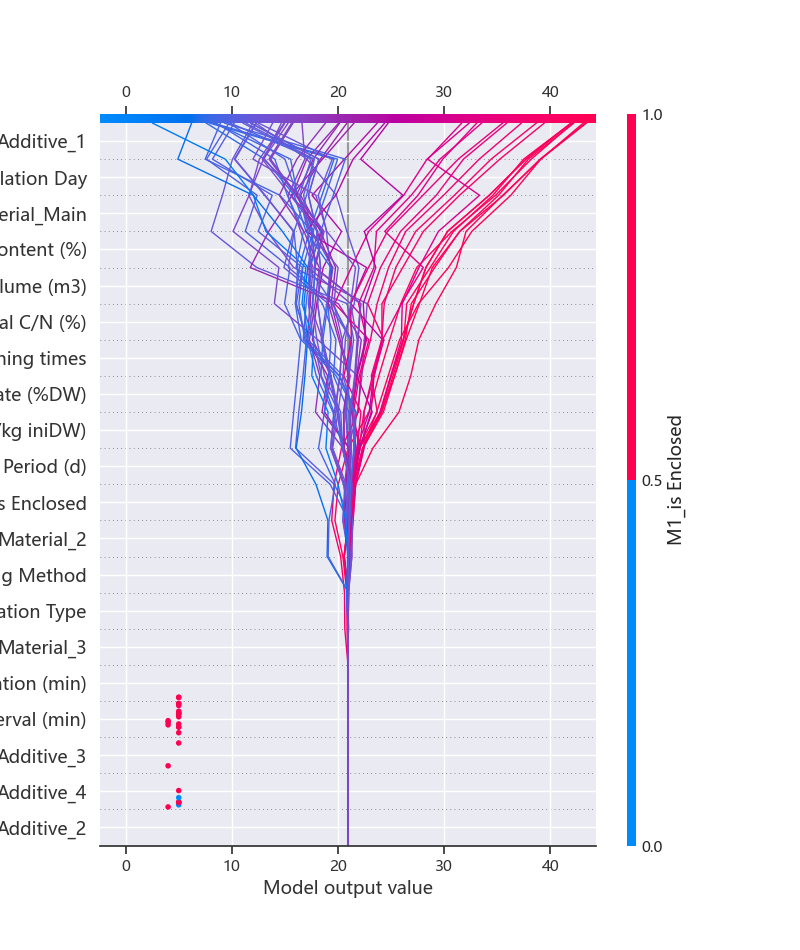 0 10 20 30 40
1.0
Additive_1
lation Day
erial_Main
ontent (%)
lume (m3)
al C/N (%)
ning times
ate (%DW)
/kg iniDW)
Period (d)
s Enclosed
Material_2
g Method
ation Type
Material_3
ation (min)
erval (min)
Additive_3
Additive_4
Additive_2
0.5
M1_is Enclosed
0.0
0 10 20 30 40
Model output value